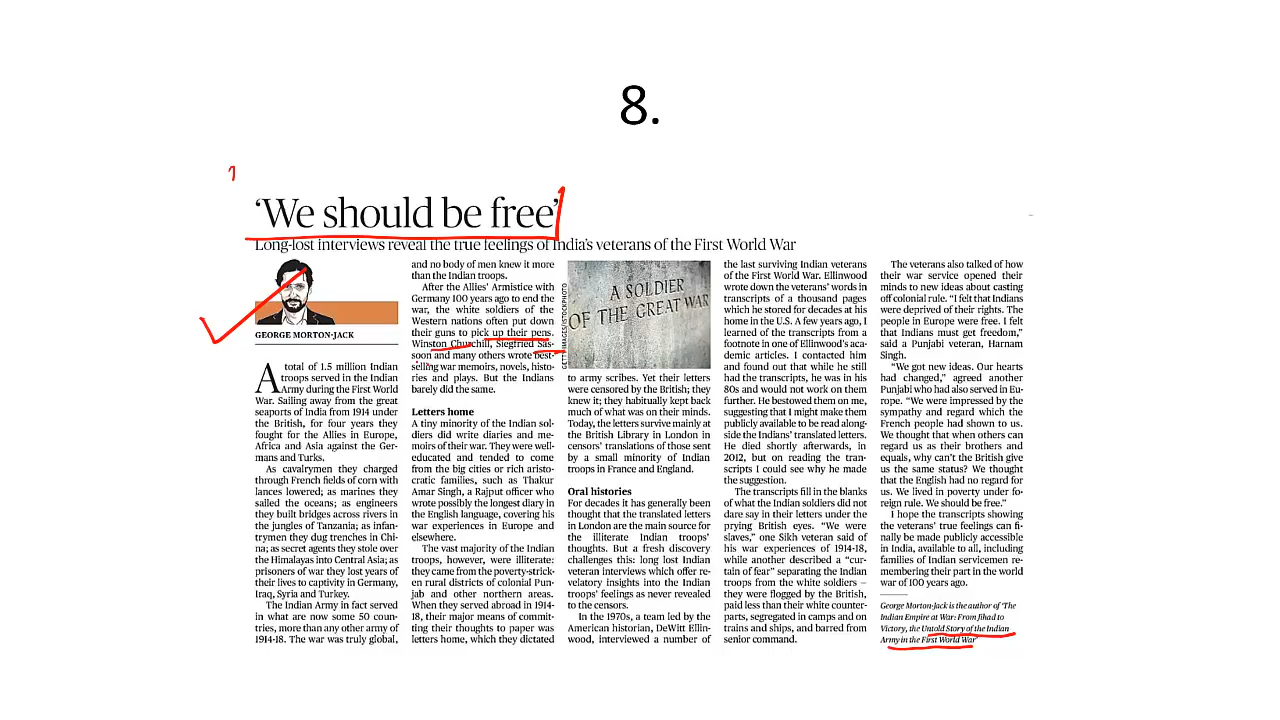 8.
1
‘We should be free’
Long-lost interviews reveal the true feelings of India’s veterans of the First World War
GEORGE MORTON-JACK
A total of 1.5 million Indian
troops served in the Indian
Army during the First World
War. Sailing away from the great
seaports of India from 1914 under
the British, for four years they
fought for the Allies in Europe,
Africa and Asia against the Ger-
mans and Turks.
As cavalrymen they charged
through French fields of corn with
lances lowered; as marines they
sailed the oceans; as engineers
they built bridges across rivers in
the jungles of Tanzania; as infan-
trymen they dug trenches in Chi-
na; as secret agents they stole over
the Himalayas into Central Asia; as
prisoners of war they lost years of
their lives to captivity in Germany,
Iraq, Syria and Turkey.
The Indian Army in fact served
in what are now some 50 coun-
tries, more than any other army of
1914-18. The war was truly global,
and no body of men knew it more
than the Indian troops.
After the Allies’ Armistice with
Germany 100 years ago to end the
war, the white soldiers of the
Western nations often put down
their guns to pick up their pens.
Winston Churchill, Siegfried Sas-
soon and many others wrote best-
selling war memoirs, novels, histo-
ries and plays. But the Indians
barely did the same.
Letters home
A tiny minority of the Indian sol-
diers did write diaries and me-
moirs of their war. They were well-
educated and tended to come
from the big cities or rich aristo-
cratic families, such as Thakur
Amar Singh, a Rajput officer who
wrote possibly the longest diary in
the English language, covering his
war experiences in Europe and
elsewhere.
The vast majority of the Indian
troops, however, were illiterate:
they came from the poverty-strick-
en rural districts of colonial Pun-
jab and other northern areas.
When they served abroad in 1914-
18, their major means of commit-
ting their thoughts to paper was
letters home, which they dictated
GETTY IMAGES/ISTOCKPHOTO
A SOLDIER
OF THE GREAT WAR
to army scribes. Yet their letters
were censored by the British; they
knew it; they habitually kept back
much of what was on their minds.
Today, the letters survive mainly at
the British Library in London in
censors’ translations of those sent
by a small minority of Indian
troops in France and England.
Oral histories
For decades it has generally been
thought that the translated letters
in London are the main source for
the illiterate Indian troops’
thoughts. But a fresh discovery
challenges this: long lost Indian
veteran interviews which offer re-
velatory insights into the Indian
troops’ feelings as never revealed
to the censors.
In the 1970s, a team led by the
American historian, DeWitt Ellin-
wood, interviewed a number of
the last surviving Indian veterans
of the First World War. Ellinwood
wrote down the veterans’ words in
transcripts of a thousand pages
which he stored for decades at his
home in the U.S. A few years ago, I
learned of the transcripts from a
footnote in one of Ellinwood’s aca-
demic articles. I contacted him
and found out that while he still
had the transcripts, he was in his
80s and would not work on them
further. He bestowed them on me,
suggesting that I might make them
publicly available to be read along-
side the Indians’ translated letters.
He died shortly afterwards, in
2012, but on reading the tran-
scripts I could see why he made
the suggestion.
The transcripts fill in the blanks
of what the Indian soldiers did not
dare say in their letters under the
prying British eyes. “We were
slaves,” one Sikh veteran said of
his war experiences of 1914-18,
while another described a “cur-
tain of fear” separating the Indian
troops from the white soldiers –
they were flogged by the British,
paid less than their white counter-
parts, segregated in camps and on
trains and ships, and barred from
senior command.
The veterans also talked of how
their war service opened their
minds to new ideas about casting
off colonial rule. “I felt that Indians
were deprived of their rights. The
people in Europe were free. I felt
that Indians must get freedom,”
said a Punjabi veteran, Harnam
Singh.
“We got new ideas. Our hearts
had changed,” agreed another
Punjabi who had also served in Eu-
rope. “We were impressed by the
sympathy and regard which the
French people had shown to us.
We thought that when others can
regard us as their brothers and
equals, why can’t the British give
us the same status? We thought
that the English had no regard for
us. We lived in poverty under fo-
reign rule. We should be free.”
I hope the transcripts showing
the veterans’ true feelings can fi-
nally be made publicly accessible
in India, available to all, including
families of Indian servicemen re-
membering their part in the world
war of 100 years ago.
George Morton-Jack is the author of ‘The
Indian Empire at War: From Jihad to
Victory, the Untold Story of the Indian
Army in the First World War’